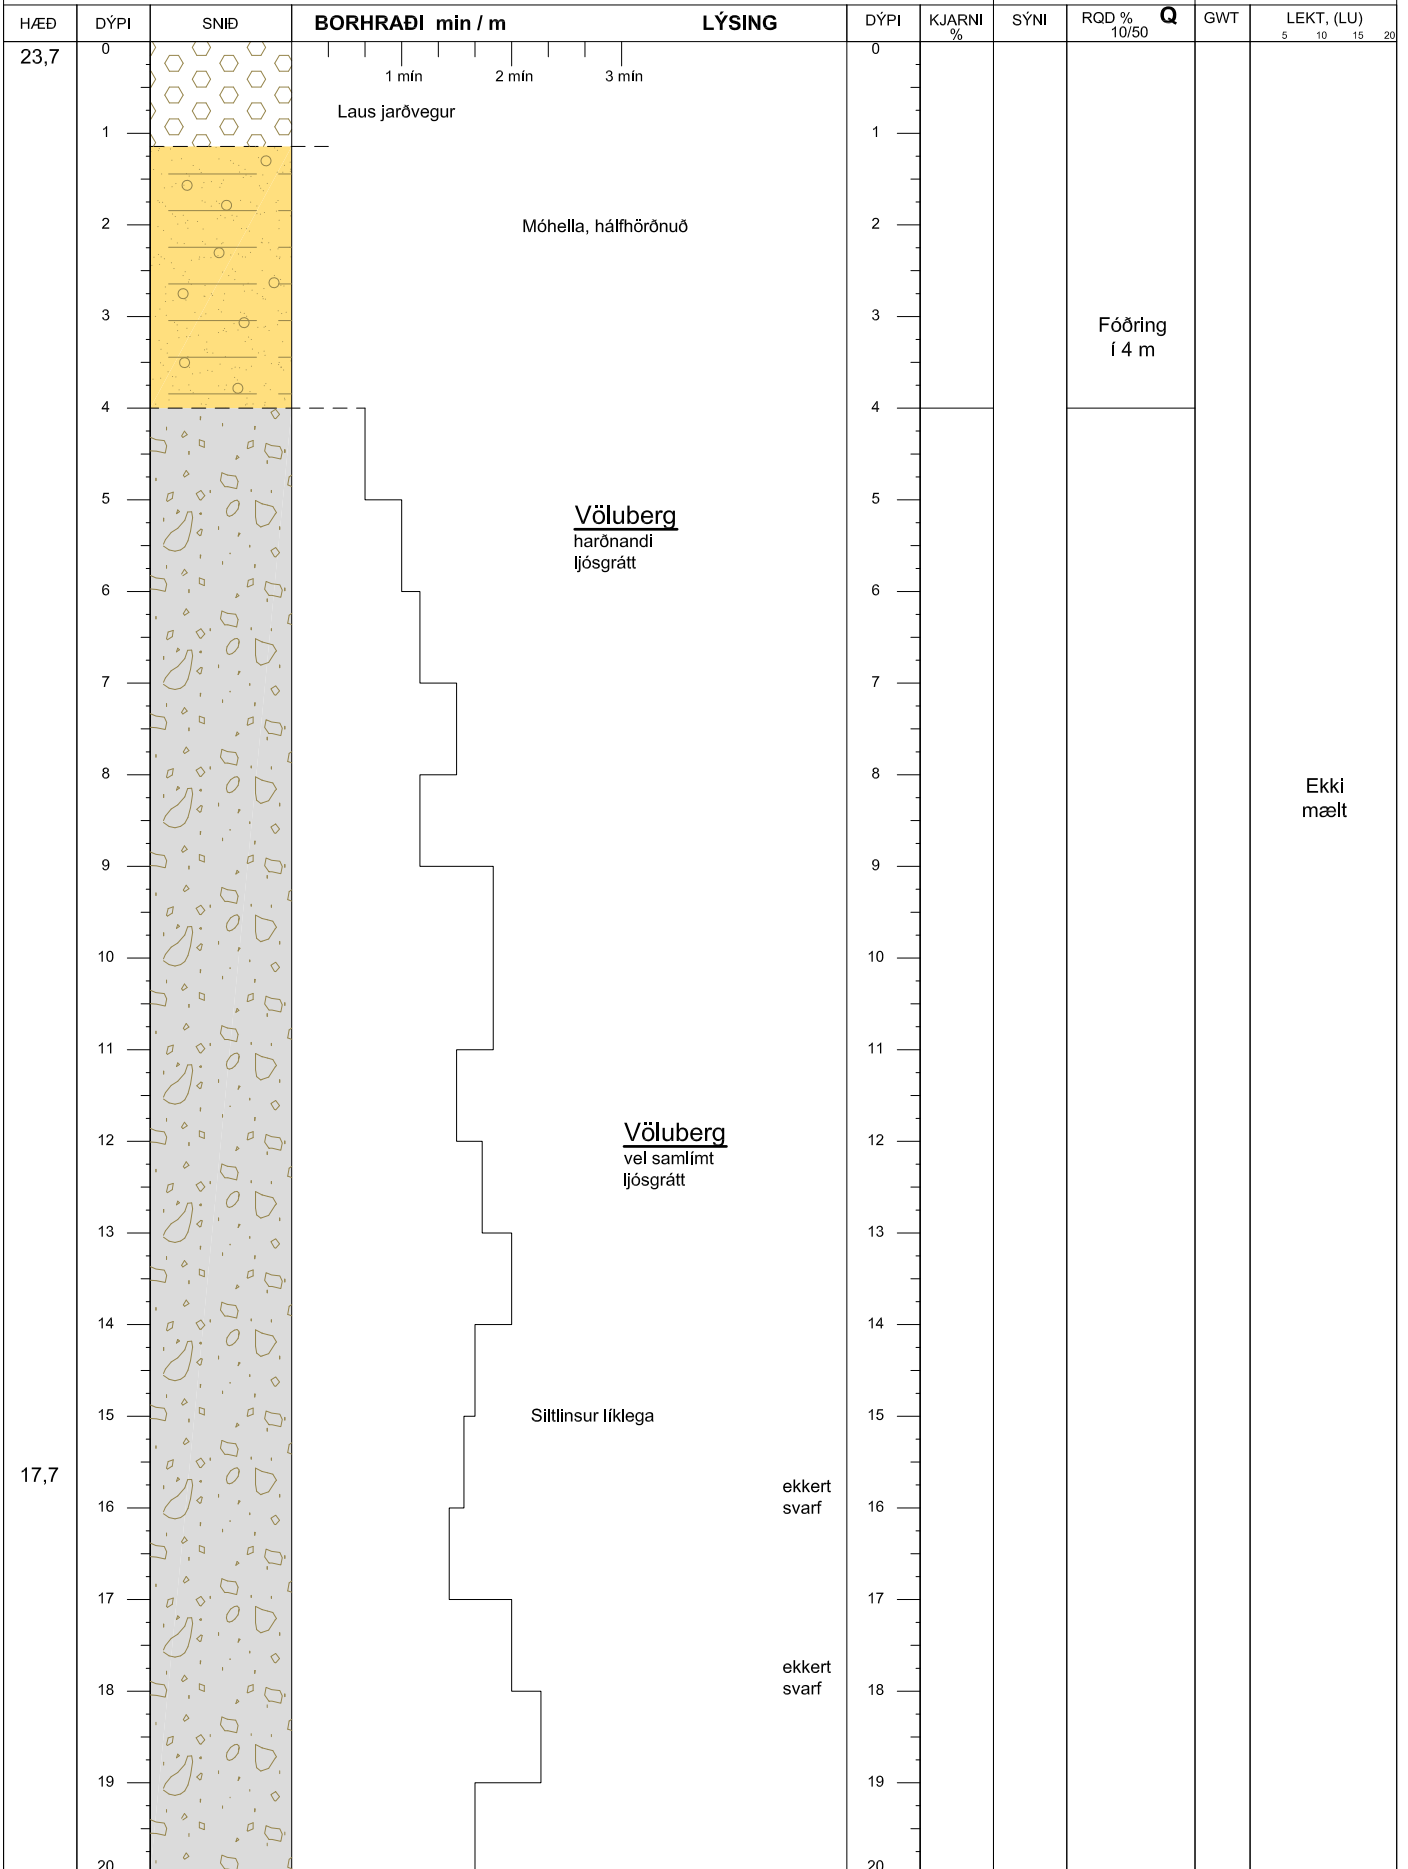 HÆÐ DÝPI SNIÐ BORHRAÐI min / m LÝSING DÝPI KJARNI % SÝNI RQD % 10/50 Q GWT LEKT, (LU)
5 10 15 20
23,7 0 0
1 mín 2 mín 3 mín
Laus jarðvegur
1 1
2 Móhella, hálfhörðnuð 2
3 3
Fóðring
í 4 m
4 4
5 5
Völuberg
harðnandi
ljósgrátt
6 6
7 7
8 8
Ekki
mælt
9 9
10 10
11 11
12 12
Völuberg
vel samlímt
ljósgrátt
13 13
14 14
15 Siltlinsur líklega 15
17,7
ekkert
svarf
16 16
17 17
ekkert
svarf
18 18
19 19
20 20